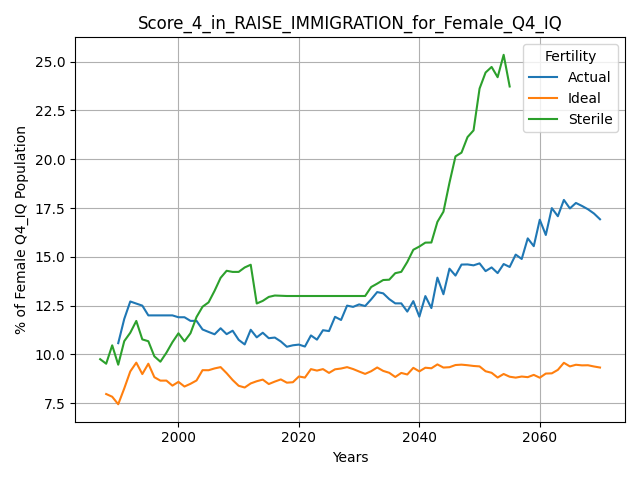 Score_4_in_RAISE_IMMIGRATION_for_Female_Q4_IQ
% of Female Q4_IQ Population
25.0
22.5
20.0
17.5
15.0
12.5
10.0
7.5
Fertility
Actual
Ideal
Sterile
2000
2020
2040
2060
Years